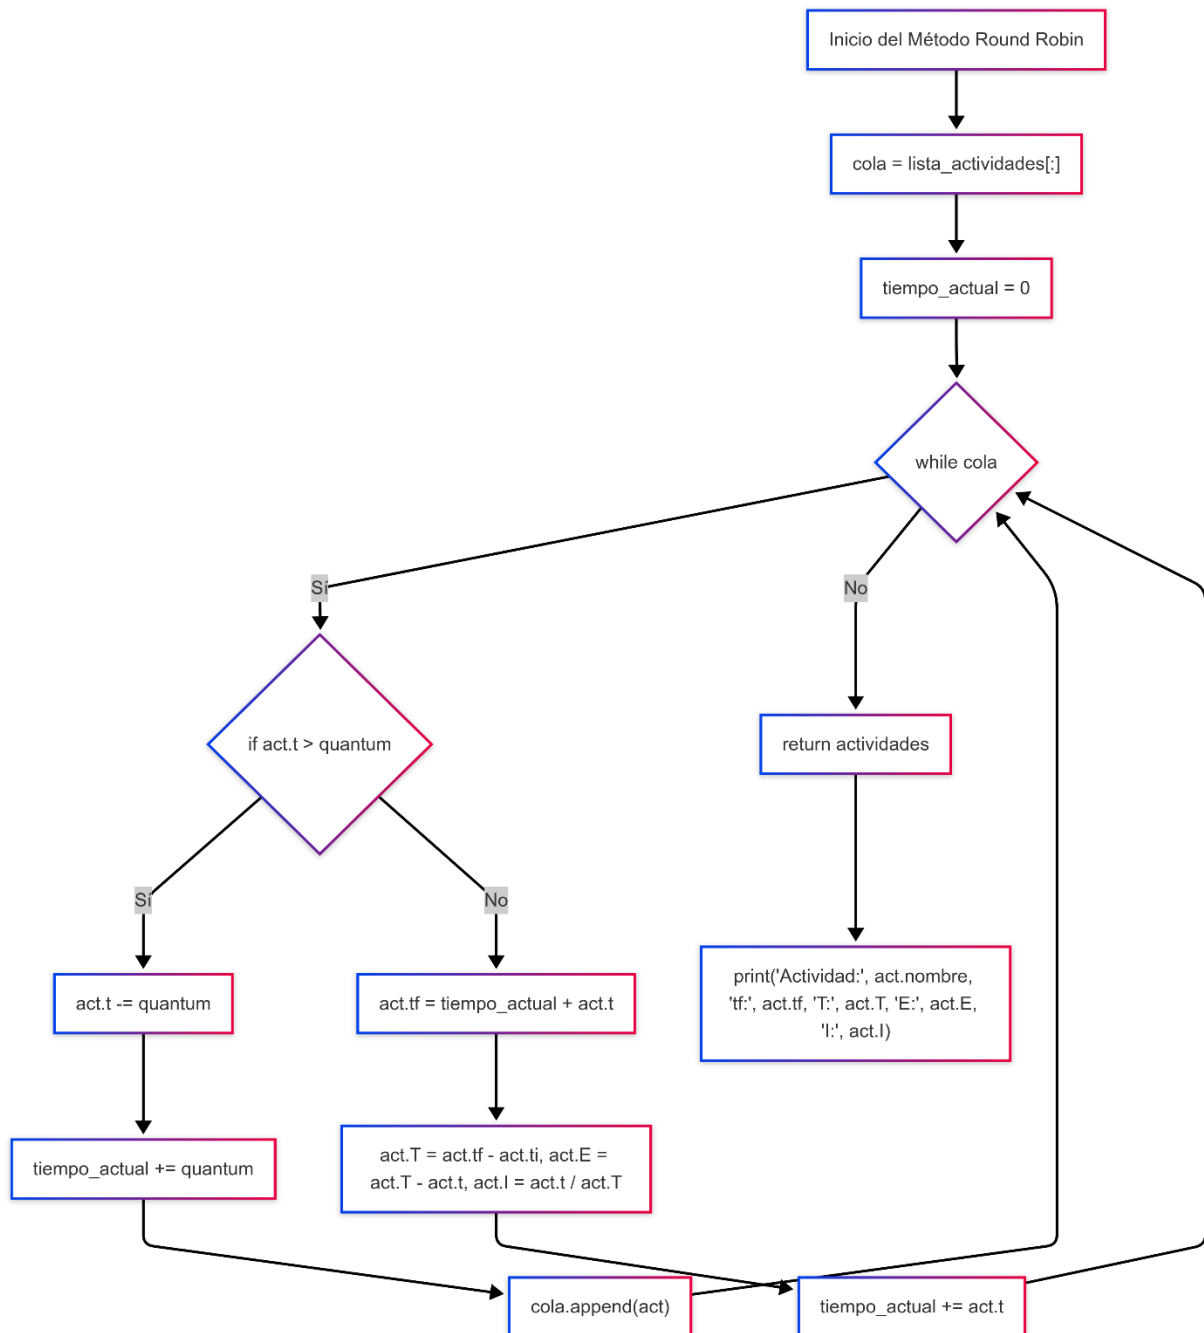 Inicio del Método Round Robin
cola = lista_actividades[:]
tiempo_actual = 0
while cola
Sí
No
if act.t > quantum
return actividades
Sí
No
print('Actividad:', act.nombre,
'tf:', act.tf, 'T:', act.T, 'E:', act.E,
'I:', act.I)
act.t -= quantum
act.tf = tiempo_actual + act.t
tiempo_actual += quantum
act.T = act.tf - act.ti, act.E =
act.T - act.t, act.I = act.t / act.T
cola.append(act)
tiempo_actual += act.t